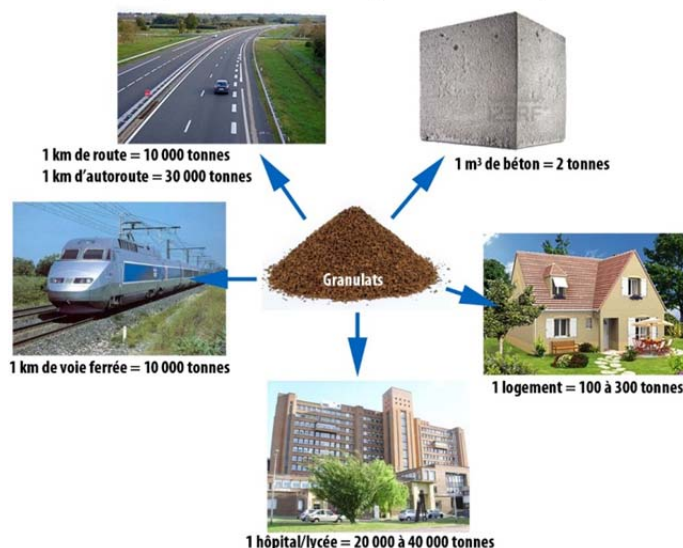 1 km de route = 10 000 tonnes
1 km d'autoroute = 30 000 tonnes
1 m³ de béton = 2 tonnes
Granulats
1 km de voie ferrée = 10 000 tonnes
1 logement = 100 à 300 tonnes
1 hôpital/lycée = 20 000 à 40 000 tonnes